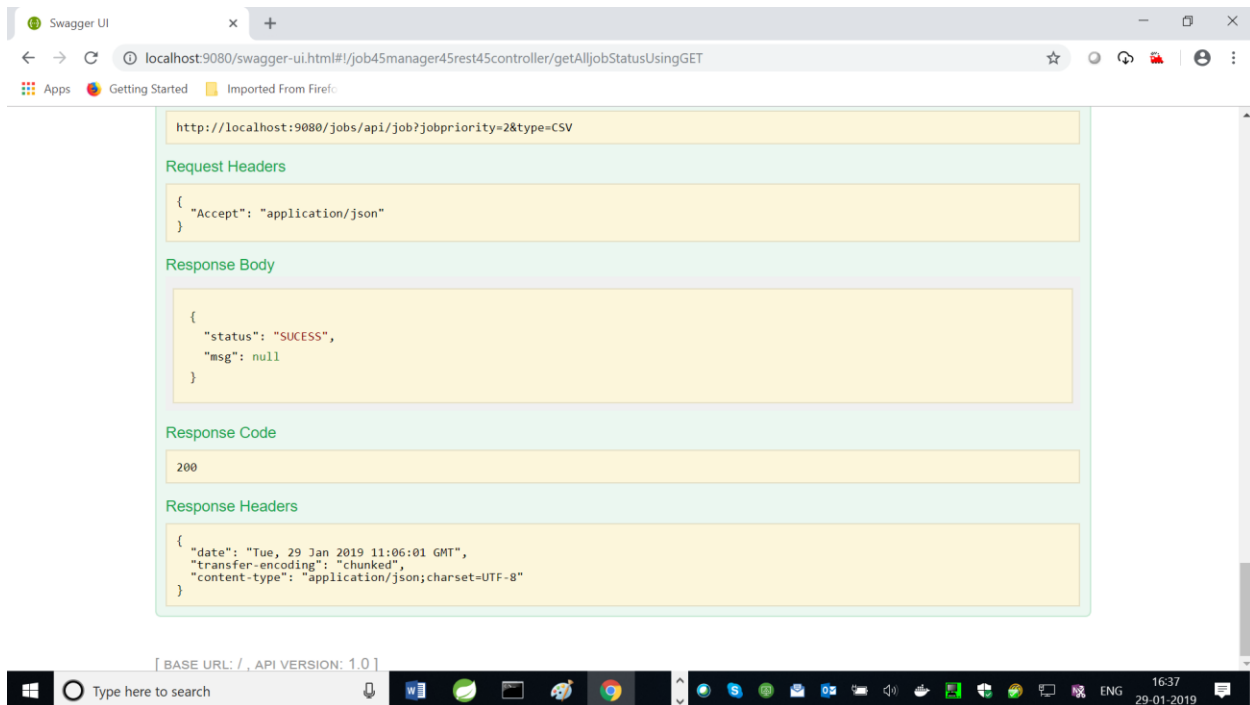 Swagger UI
localhost:9080/swagger-ui.html#!/job45manager45rest45controller/getAlljobStatusUsingGET
Apps Getting Started Imported From Firefo
http://localhost:9080/jobs/api/job?jobpriority=2&type=CSV
Request Headers
{
"Accept": "application/json"
}
Response Body
{
"status": "SUCESS",
"msg": null
}
Response Code
200
Response Headers
{
"date": "Tue, 29 Jan 2019 11:06:01 GMT",
"transfer-encoding": "chunked",
"content-type": "application/json;charset=UTF-8"
}
[ BASE URL: / , API VERSION: 1.0 ]
Type here to search
ENG
16:37
29-01-2019